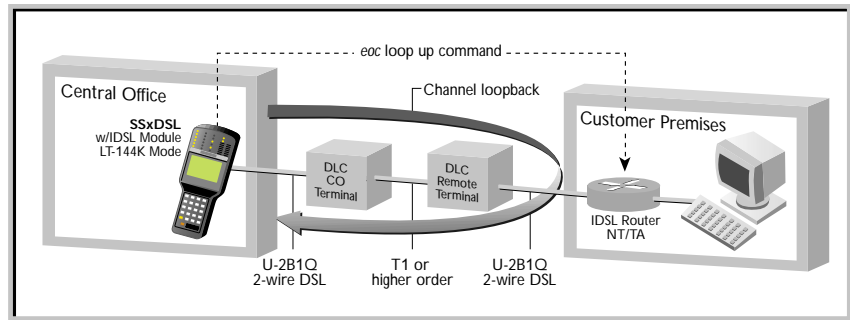 eoc loop up command
Channel loopback
Central Office
SSxDSL
w/IDSL Module
LT-144K Mode
DLC
CO
Terminal
DLC
Remote
Terminal
Customer Premises
IDSL Router
NT/TA
U-2B1Q
2-wire DSL
T1 or
higher order
U-2B1Q
2-wire DSL